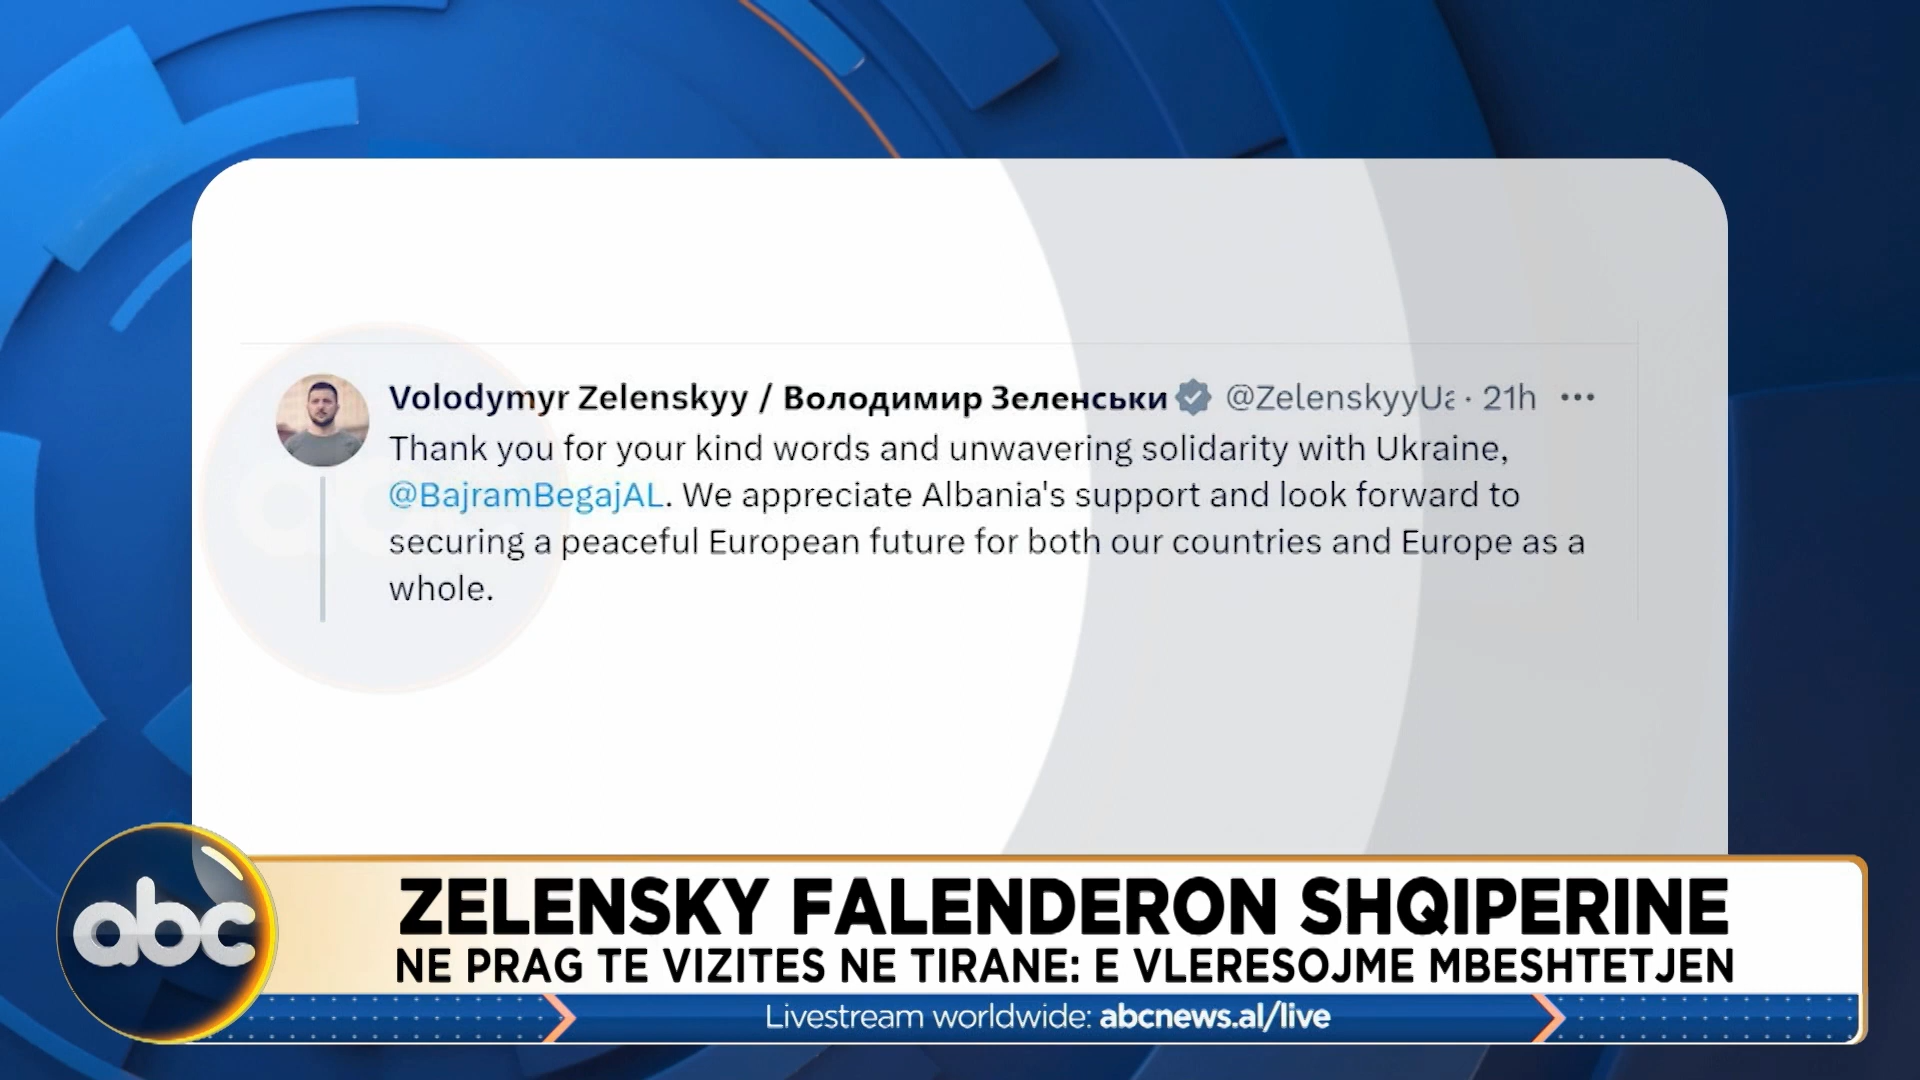 Volodymyr Zelenskyy / Володимир Зеленськи @ZelenskyyUa · 21h ···
Thank you for your kind words and unwavering solidarity with Ukraine,
@BajramBegajAL. We appreciate Albania's support and look forward to
securing a peaceful European future for both our countries and Europe as a
whole.
abc
ZELENSKY FALENDERON SHQIPERINE
NE PRAG TE VIZITES NE TIRANE: E VLERESOJME MBESHTETJEN
Livestream worldwide: abcnews.al/live